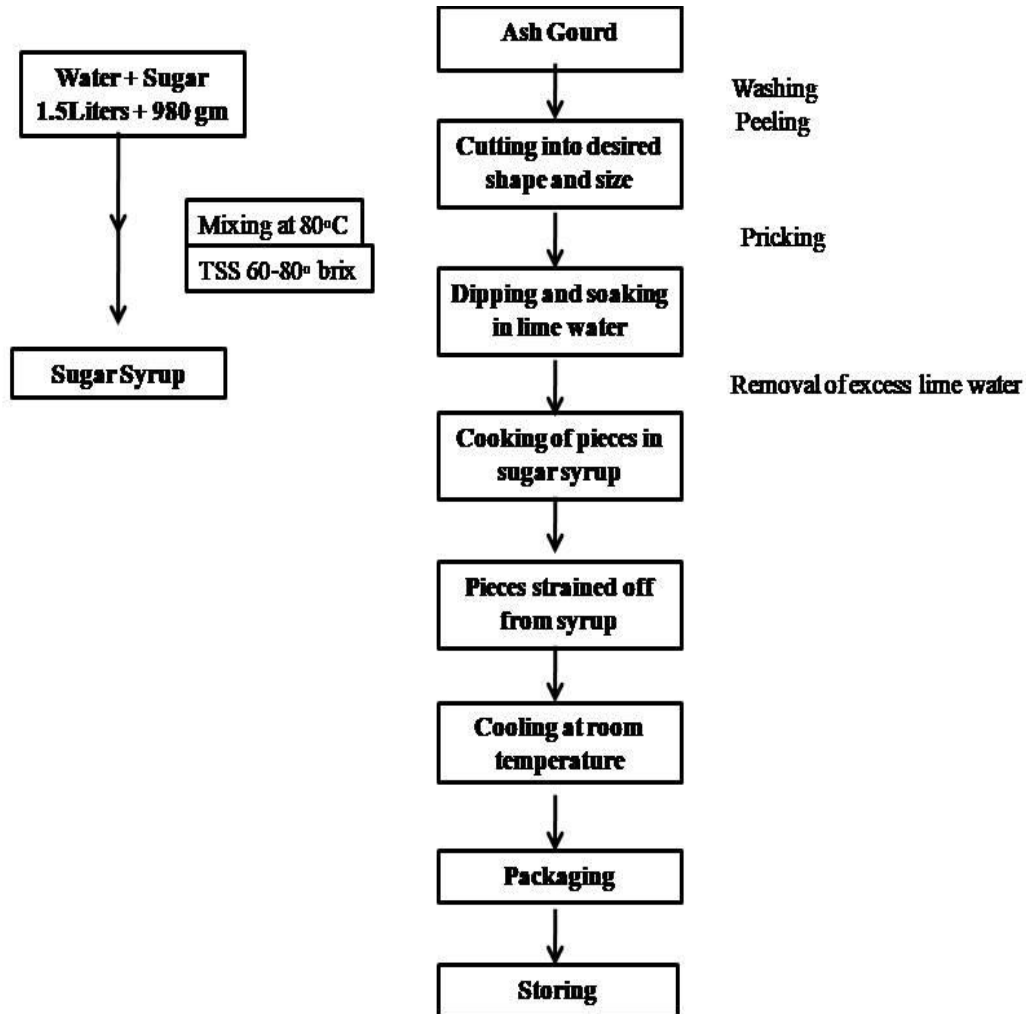 Water + Sugar
1.5Liters + 980 gm
Mixing at 80°C
TSS 60-80° brix
Sugar Syrup
Ash Gourd
Washing
Peeling
Cutting into desired
shape and size
Pricking
Dipping and soaking
in lime water
Removal of excess lime water
Cooking of pieces in
sugar syrup
Pieces strained off
from syrup
Cooling at room
temperature
Packaging
Storing